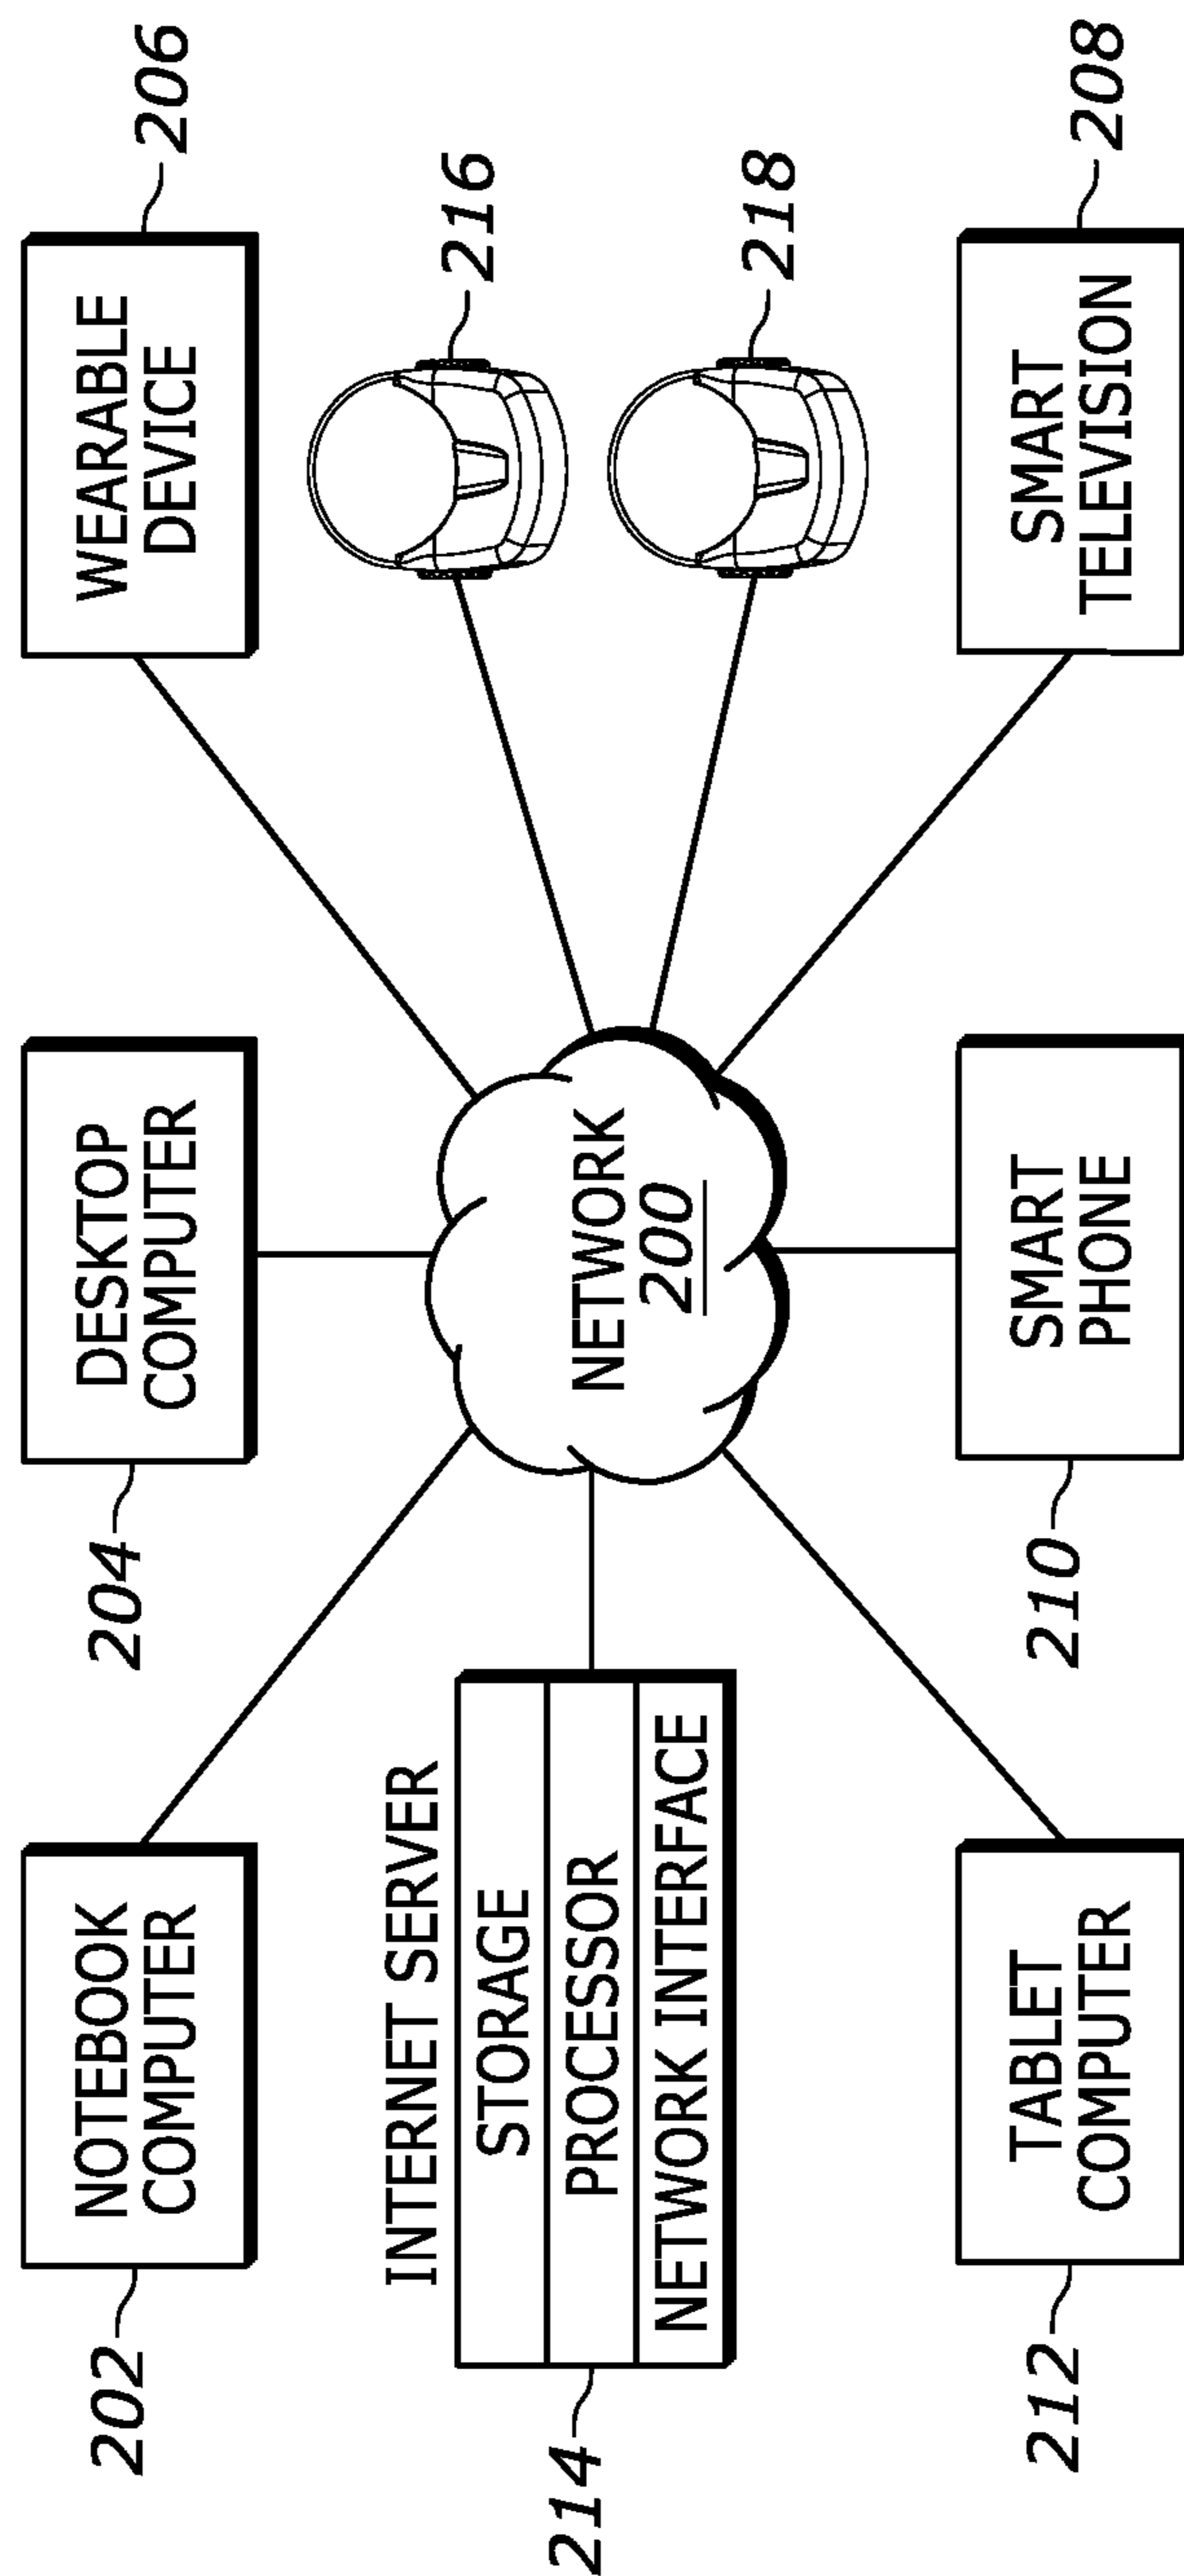 NOTEBOOK
COMPUTER
202
DESKTOP
COMPUTER
204
WEARABLE
DEVICE
206
INTERNET SERVER
STORAGE
PROCESSOR
NETWORK INTERFACE
214
NETWORK
200
216
218
TABLET
COMPUTER
212
SMART
PHONE
210
SMART
TELEVISION
208